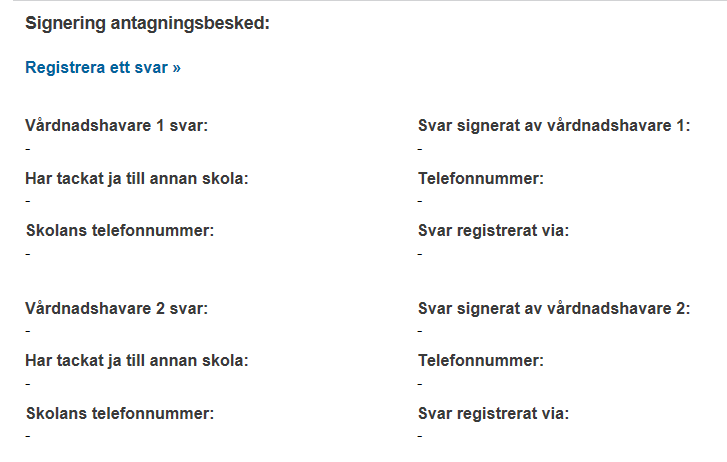 Signering antagningsbesked:
Registrera ett svar »
Vårdnadshavare 1 svar:
-
Svar signerat av vårdnadshavare 1:
-
Har tackat ja till annan skola:
-
Telefonnummer:
-
Skolans telefonnummer:
-
Svar registrerat via:
-
Vårdnadshavare 2 svar:
-
Svar signerat av vårdnadshavare 2:
-
Har tackat ja till annan skola:
-
Telefonnummer:
-
Skolans telefonnummer:
-
Svar registrerat via:
-